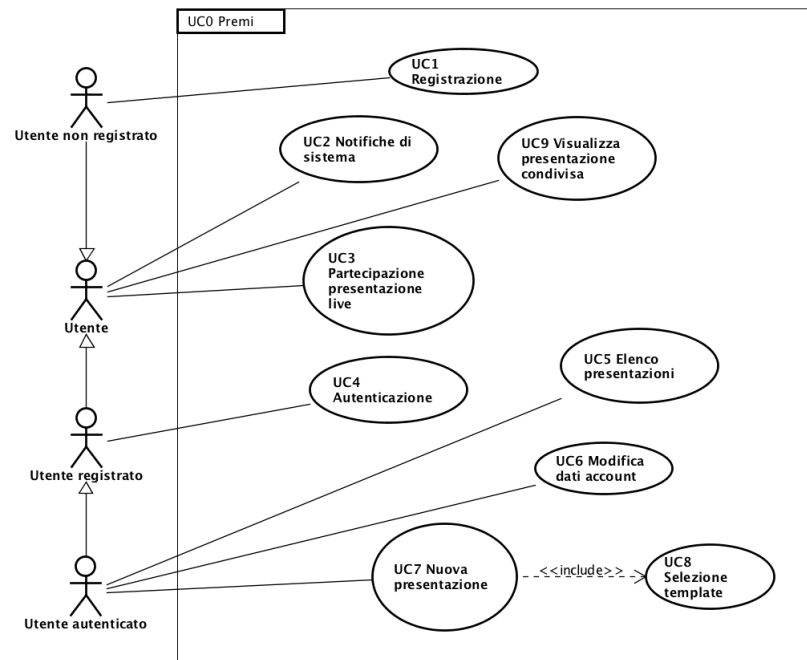 UC0 Premi
UC1
Registrazione
Utente non registrato
UC2 Notifiche di
sistema
UC9 Visualizza
presentazione
condivisa
UC3
Partecipazione
presentazione
live
Utente
UC5 Elenco
presentazioni
UC4
Autenticazione
Utente registrato
UC6 Modifica
dati account
UC7 Nuova
presentazione
<<include>>
UC8
Selezione
template
Utente autenticato